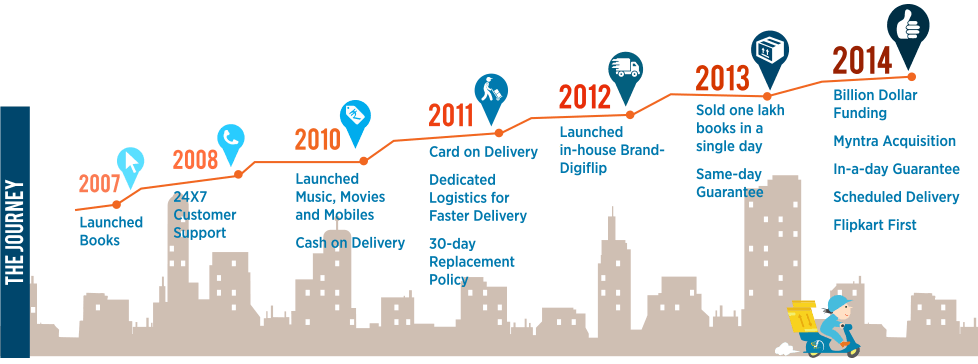 THE JOURNEY
2007
Launched
Books
2008
24X7
Customer
Support
2010
Launched
Music, Movies
and Mobiles
Cash on Delivery
2011
Card on Delivery
Dedicated
Logistics for
Faster Delivery
30-day
Replacement
Policy
2012
Launched
in-house Brand-
Digiflip
2013
Sold one lakh
books in a
single day
Same-day
Guarantee
2014
Billion Dollar
Funding
Myntra Acquisition
In-a-day Guarantee
Scheduled Delivery
Flipkart First